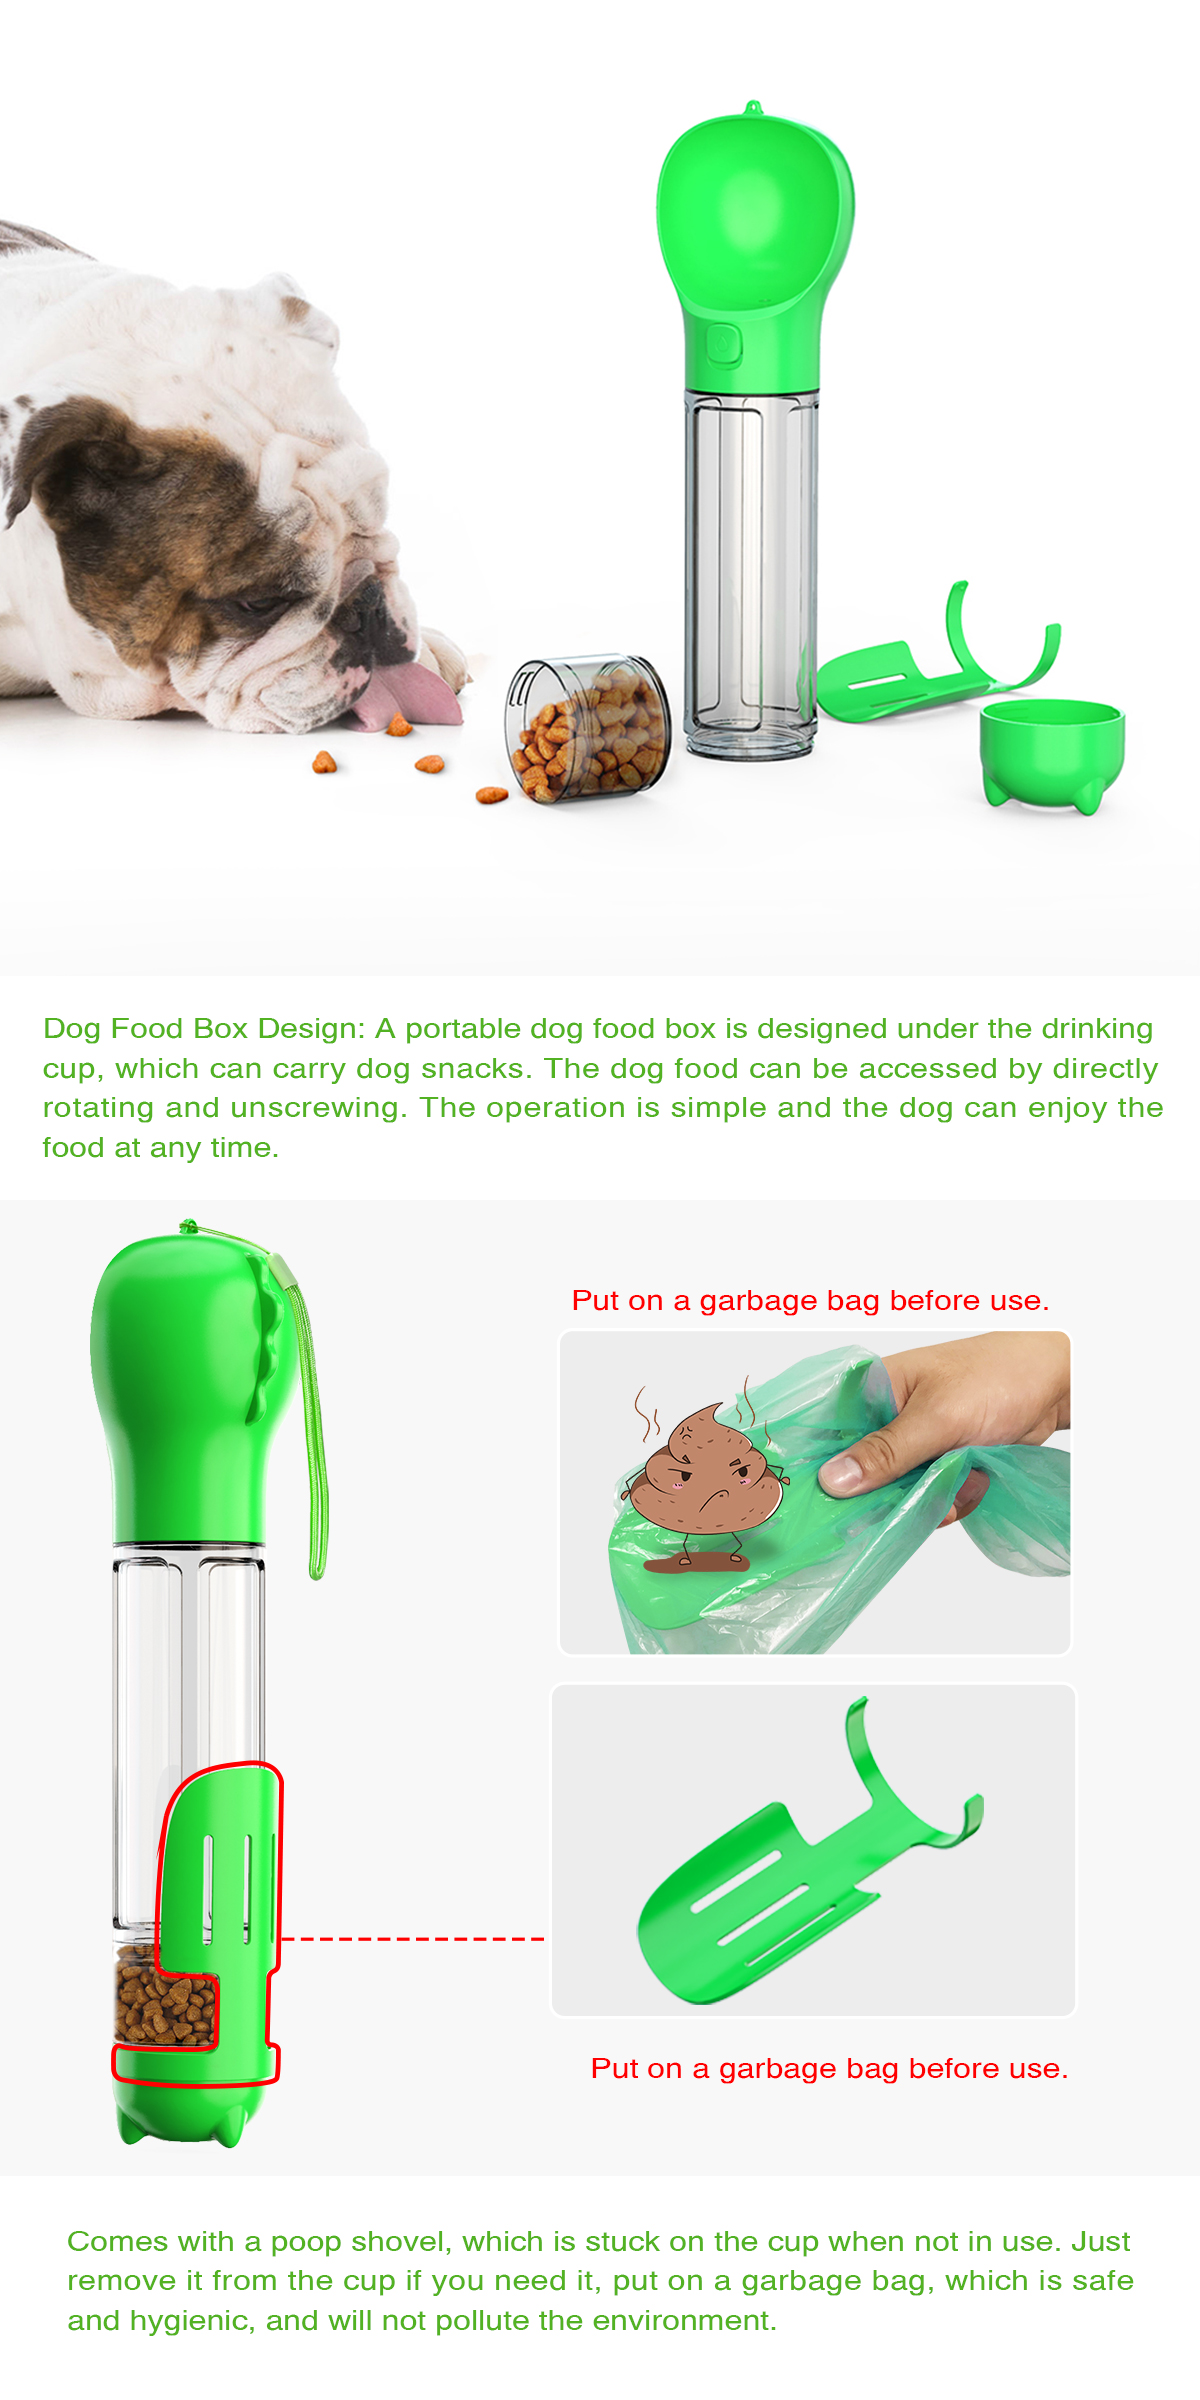 Dog Food Box Design: A portable dog food box is designed under the drinking
cup, which can carry dog snacks. The dog food can be accessed by directly
rotating and unscrewing. The operation is simple and the dog can enjoy the
food at any time.
Put on a garbage bag before use.
Put on a garbage bag before use.
Comes with a poop shovel, which is stuck on the cup when not in use. Just
remove it from the cup if you need it, put on a garbage bag, which is safe
and hygienic, and will not pollute the environment.